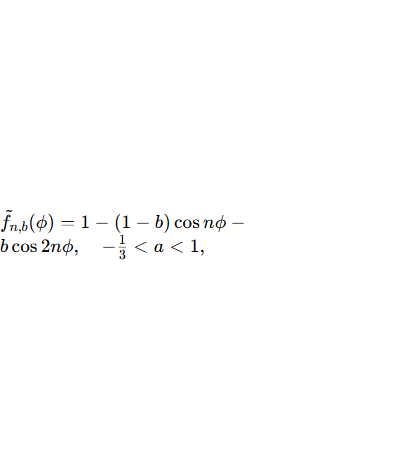 f̃ₙ,b(ϕ) = 1 − (1 − b) cos nϕ −
b cos 2nϕ,   −1/3 < a < 1,